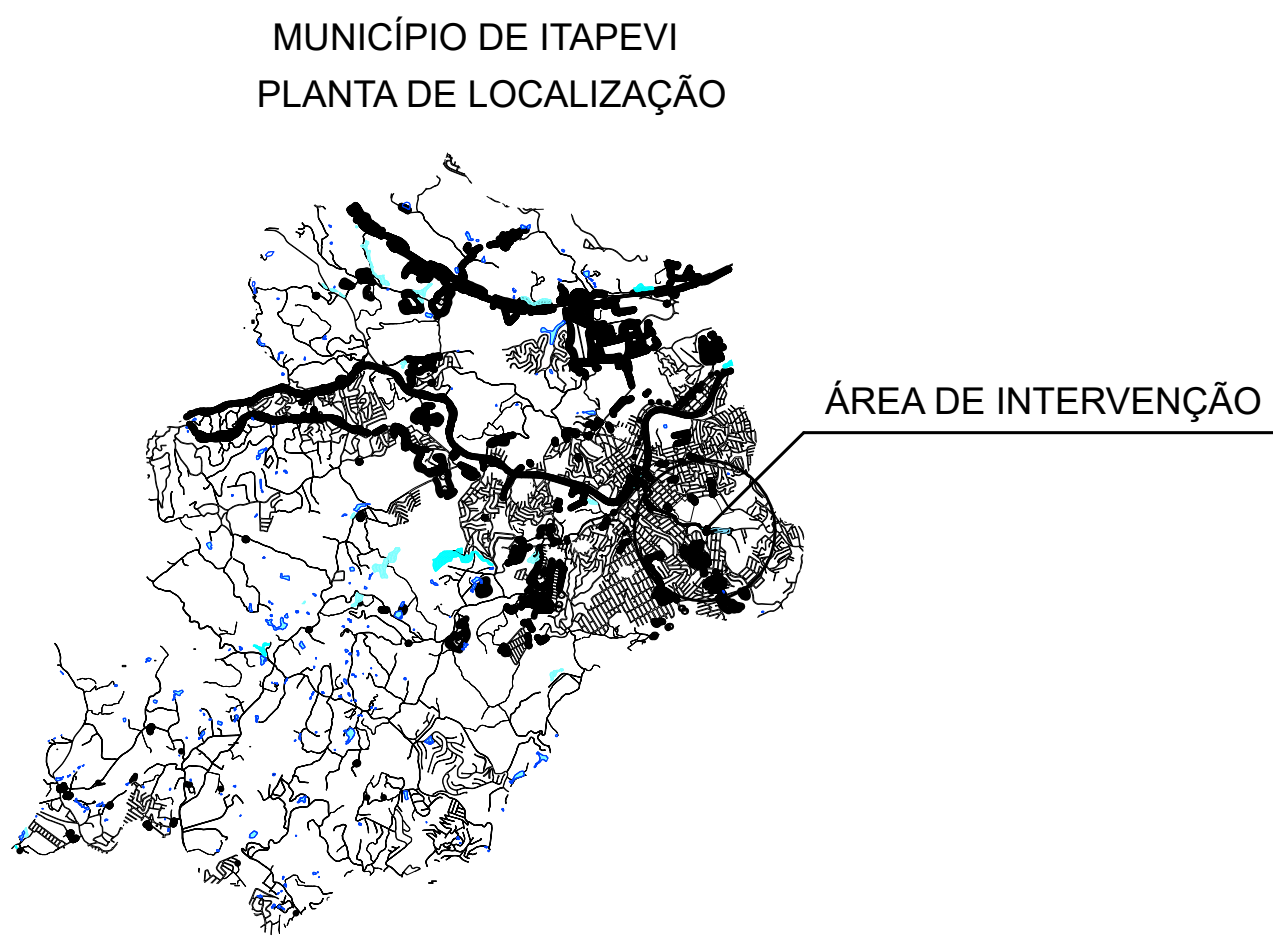 MUNICÍPIO DE ITAPEVI
PLANTA DE LOCALIZAÇÃO
ÁREA DE INTERVENÇÃO